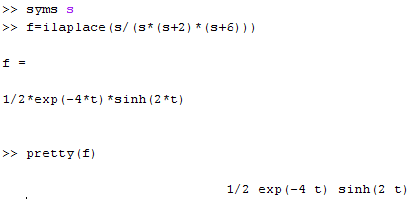 >> syms s
>> f=ilaplace(s/(s*(s+2)*(s+6)))
f =
1/2*exp(-4*t)*sinh(2*t)
>> pretty(f)
1/2 exp(-4 t) sinh(2 t)